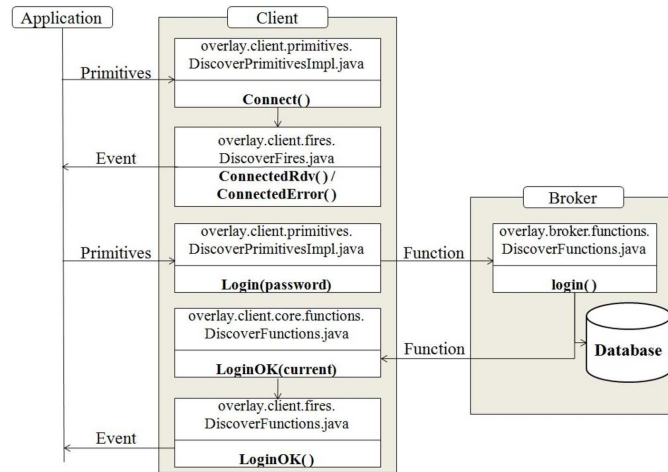 Application
Client
overlay.client.primitives.
DiscoverPrimitivesImpl.java
Primitives
Connect( )
overlay.client.fires.
DiscoverFires.java
Event
ConnectedRdv( ) /
ConnectedError( )
Broker
overlay.client.primitives.
DiscoverPrimitivesImpl.java
Primitives
Login(password)
Function
overlay.broker.functions.
DiscoverFunctions.java
login( )
overlay.client.core.functions.
DiscoverFunctions.java
LoginOK(current)
Function
Database
overlay.client.fires.
DiscoverFunctions.java
Event
LoginOK( )